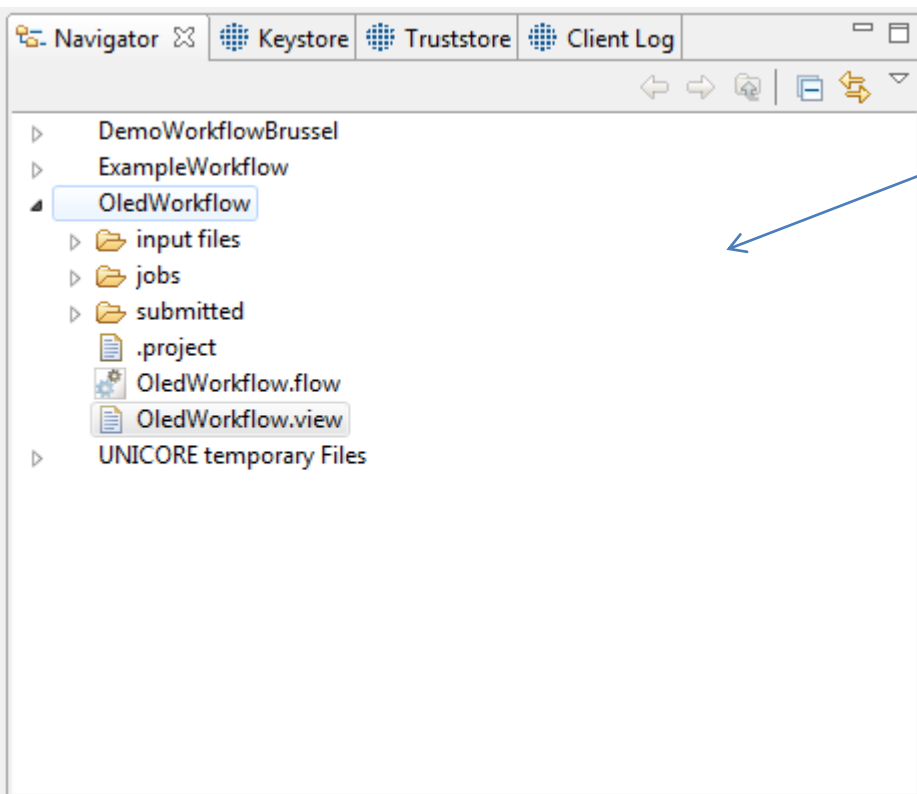 Navigator Keystore Truststore Client Log
DemoWorkflowBrussel
ExampleWorkflow
OledWorkflow
input files
jobs
submitted
.project
OledWorkflow.flow
OledWorkflow.view
UNICORE temporary Files